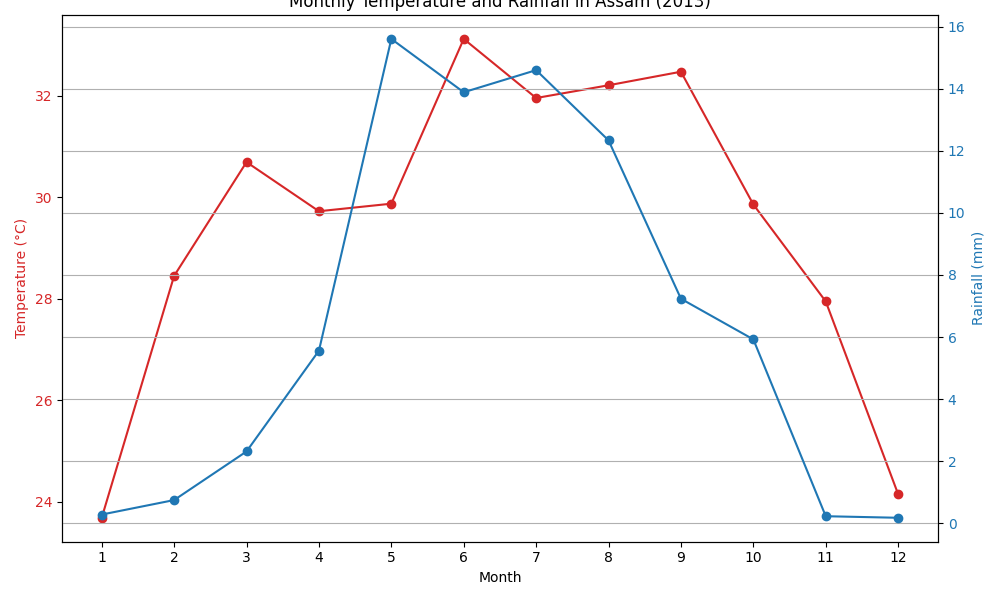 Monthly Temperature and Rainfall in Assam (2013)
Temperature (°C)
32
30
28
26
24
16
14
12
10
8
6
4
2
0
Rainfall (mm)
1 2 3 4 5 6 7 8 9 10 11 12
Month